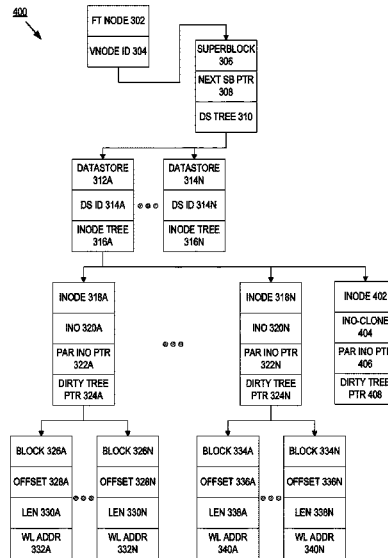 400
FT NODE 302
VNODE ID 304
SUPERBLOCK
306
NEXT SB PTR
308
DS TREE 310
DATASTORE
312A
DS ID 314A
INODE TREE
316A
DATASTORE
314N
DS ID 314N
INODE TREE
316N
INODE 318A
INO 320A
PAR INO PTR
322A
DIRTY TREE
PTR 324A
INODE 318N
INO 320N
PAR INO PTR
322N
DIRTY TREE
PTR 324N
INODE 402
INO-CLONE
404
PAR INO PTR
406
DIRTY TREE
PTR 408
BLOCK 326A
OFFSET 328A
LEN 330A
WL ADDR
332A
BLOCK 326N
OFFSET 328N
LEN 330N
WL ADDR
332N
BLOCK 334A
OFFSET 336A
LEN 338A
WL ADDR
340A
BLOCK 334N
OFFSET 336N
LEN 338N
WL ADDR
340N